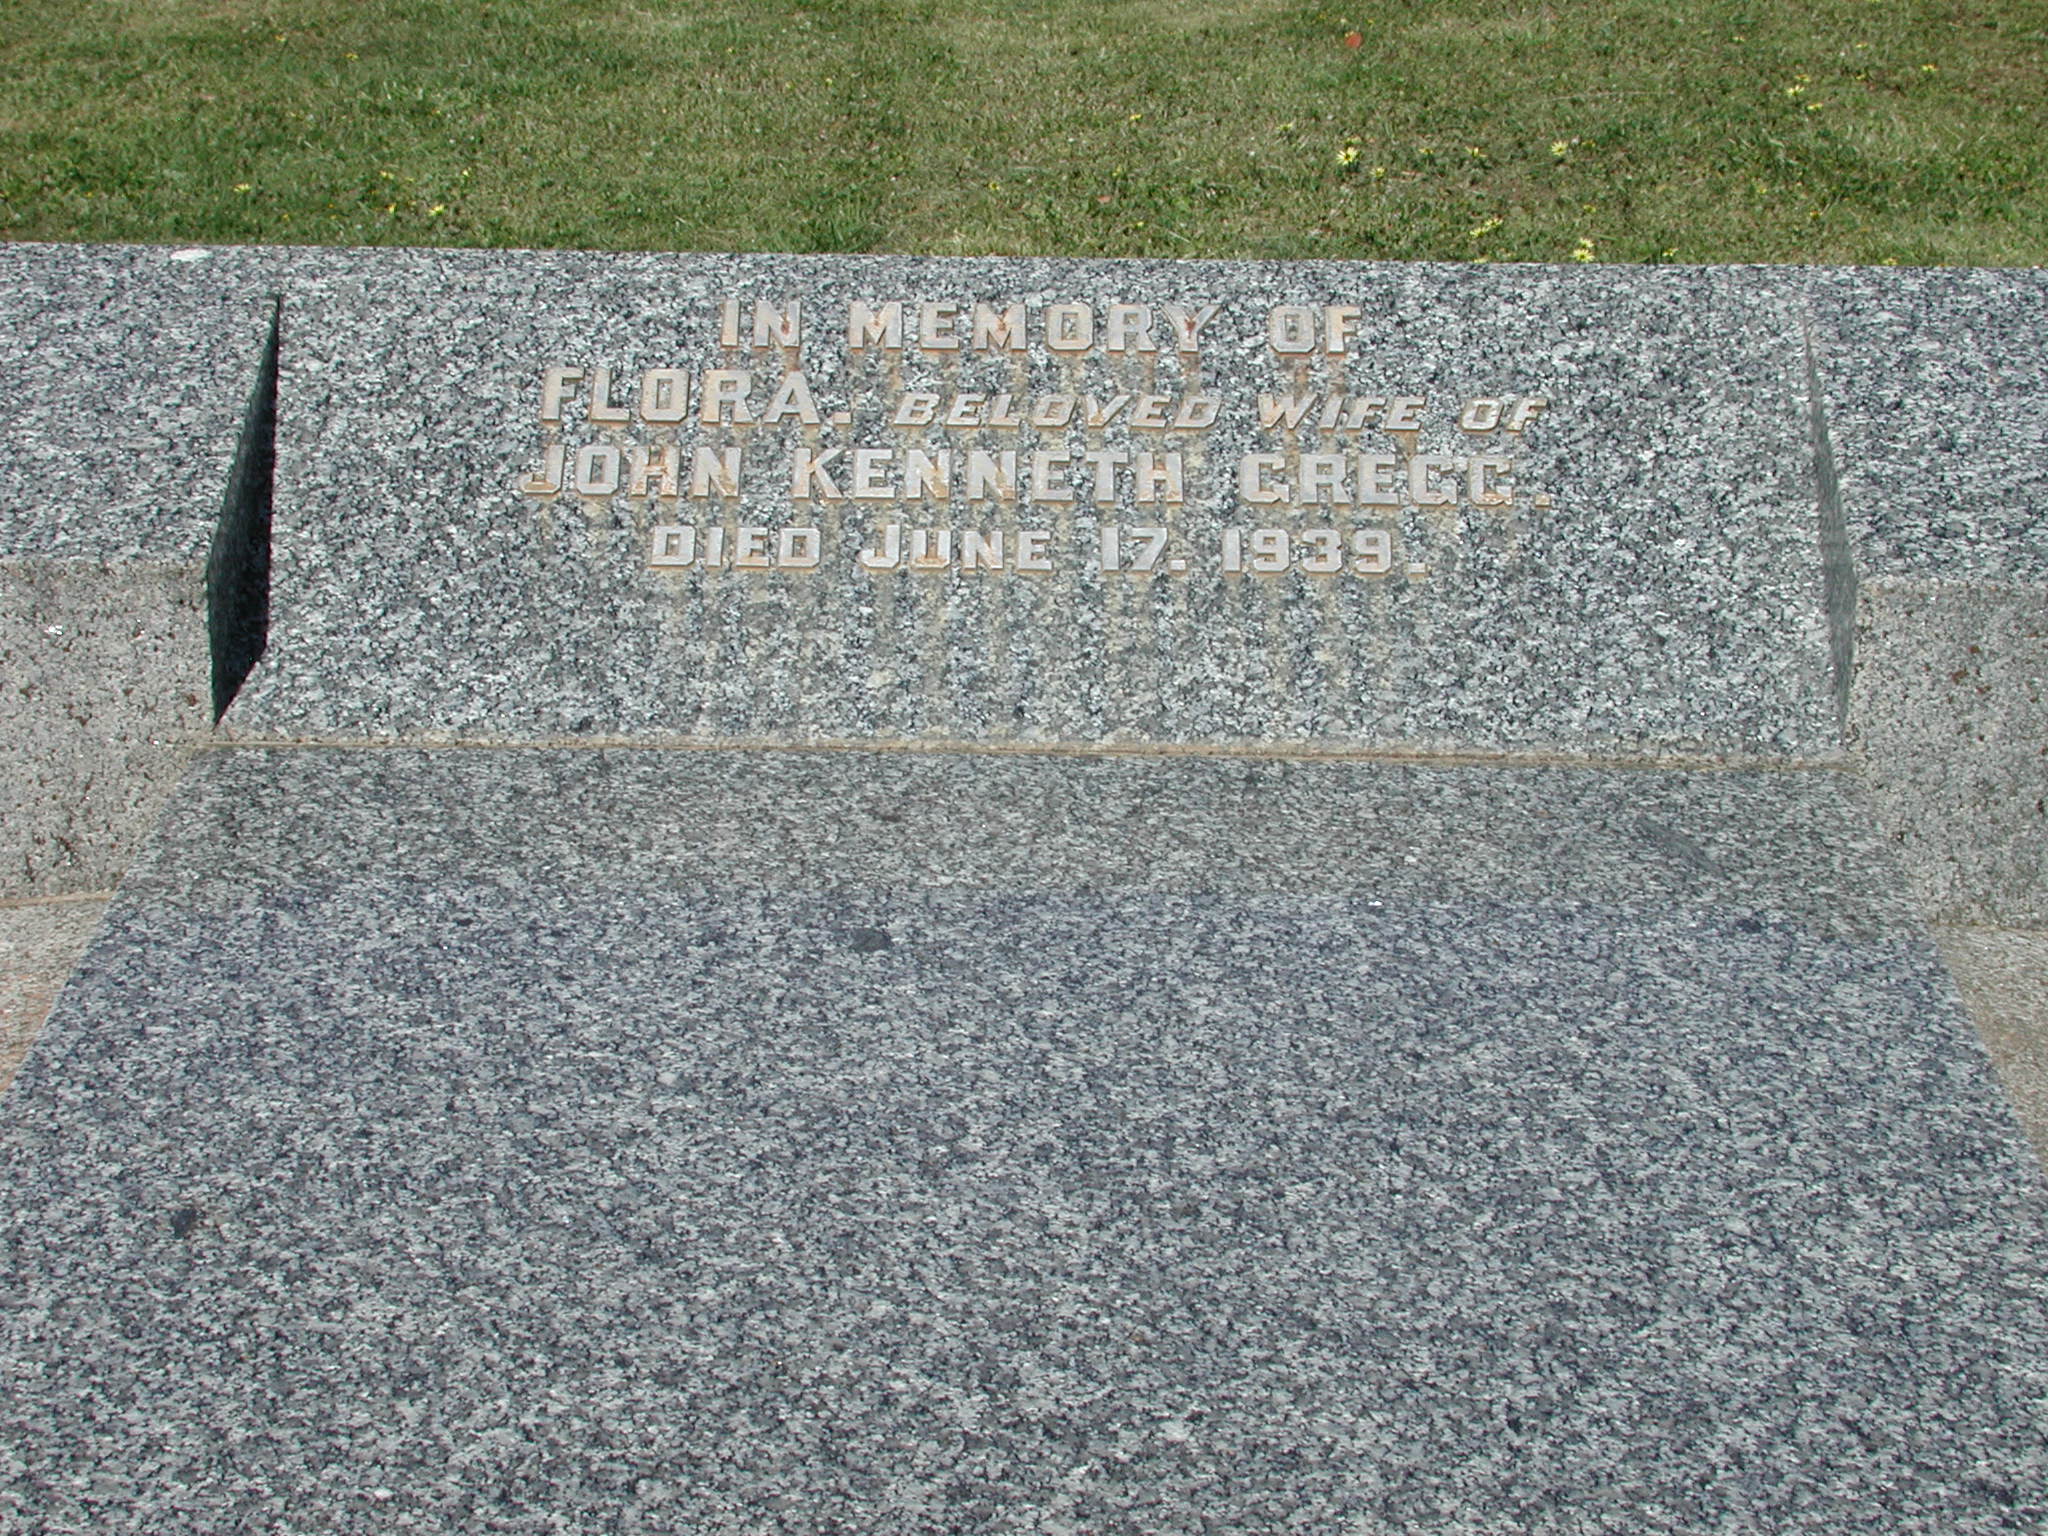 IN MEMORY OF
FLORA. BELOVED WIFE OF
JOHN KENNETH GREGG.
DIED JUNE 17. 1939.